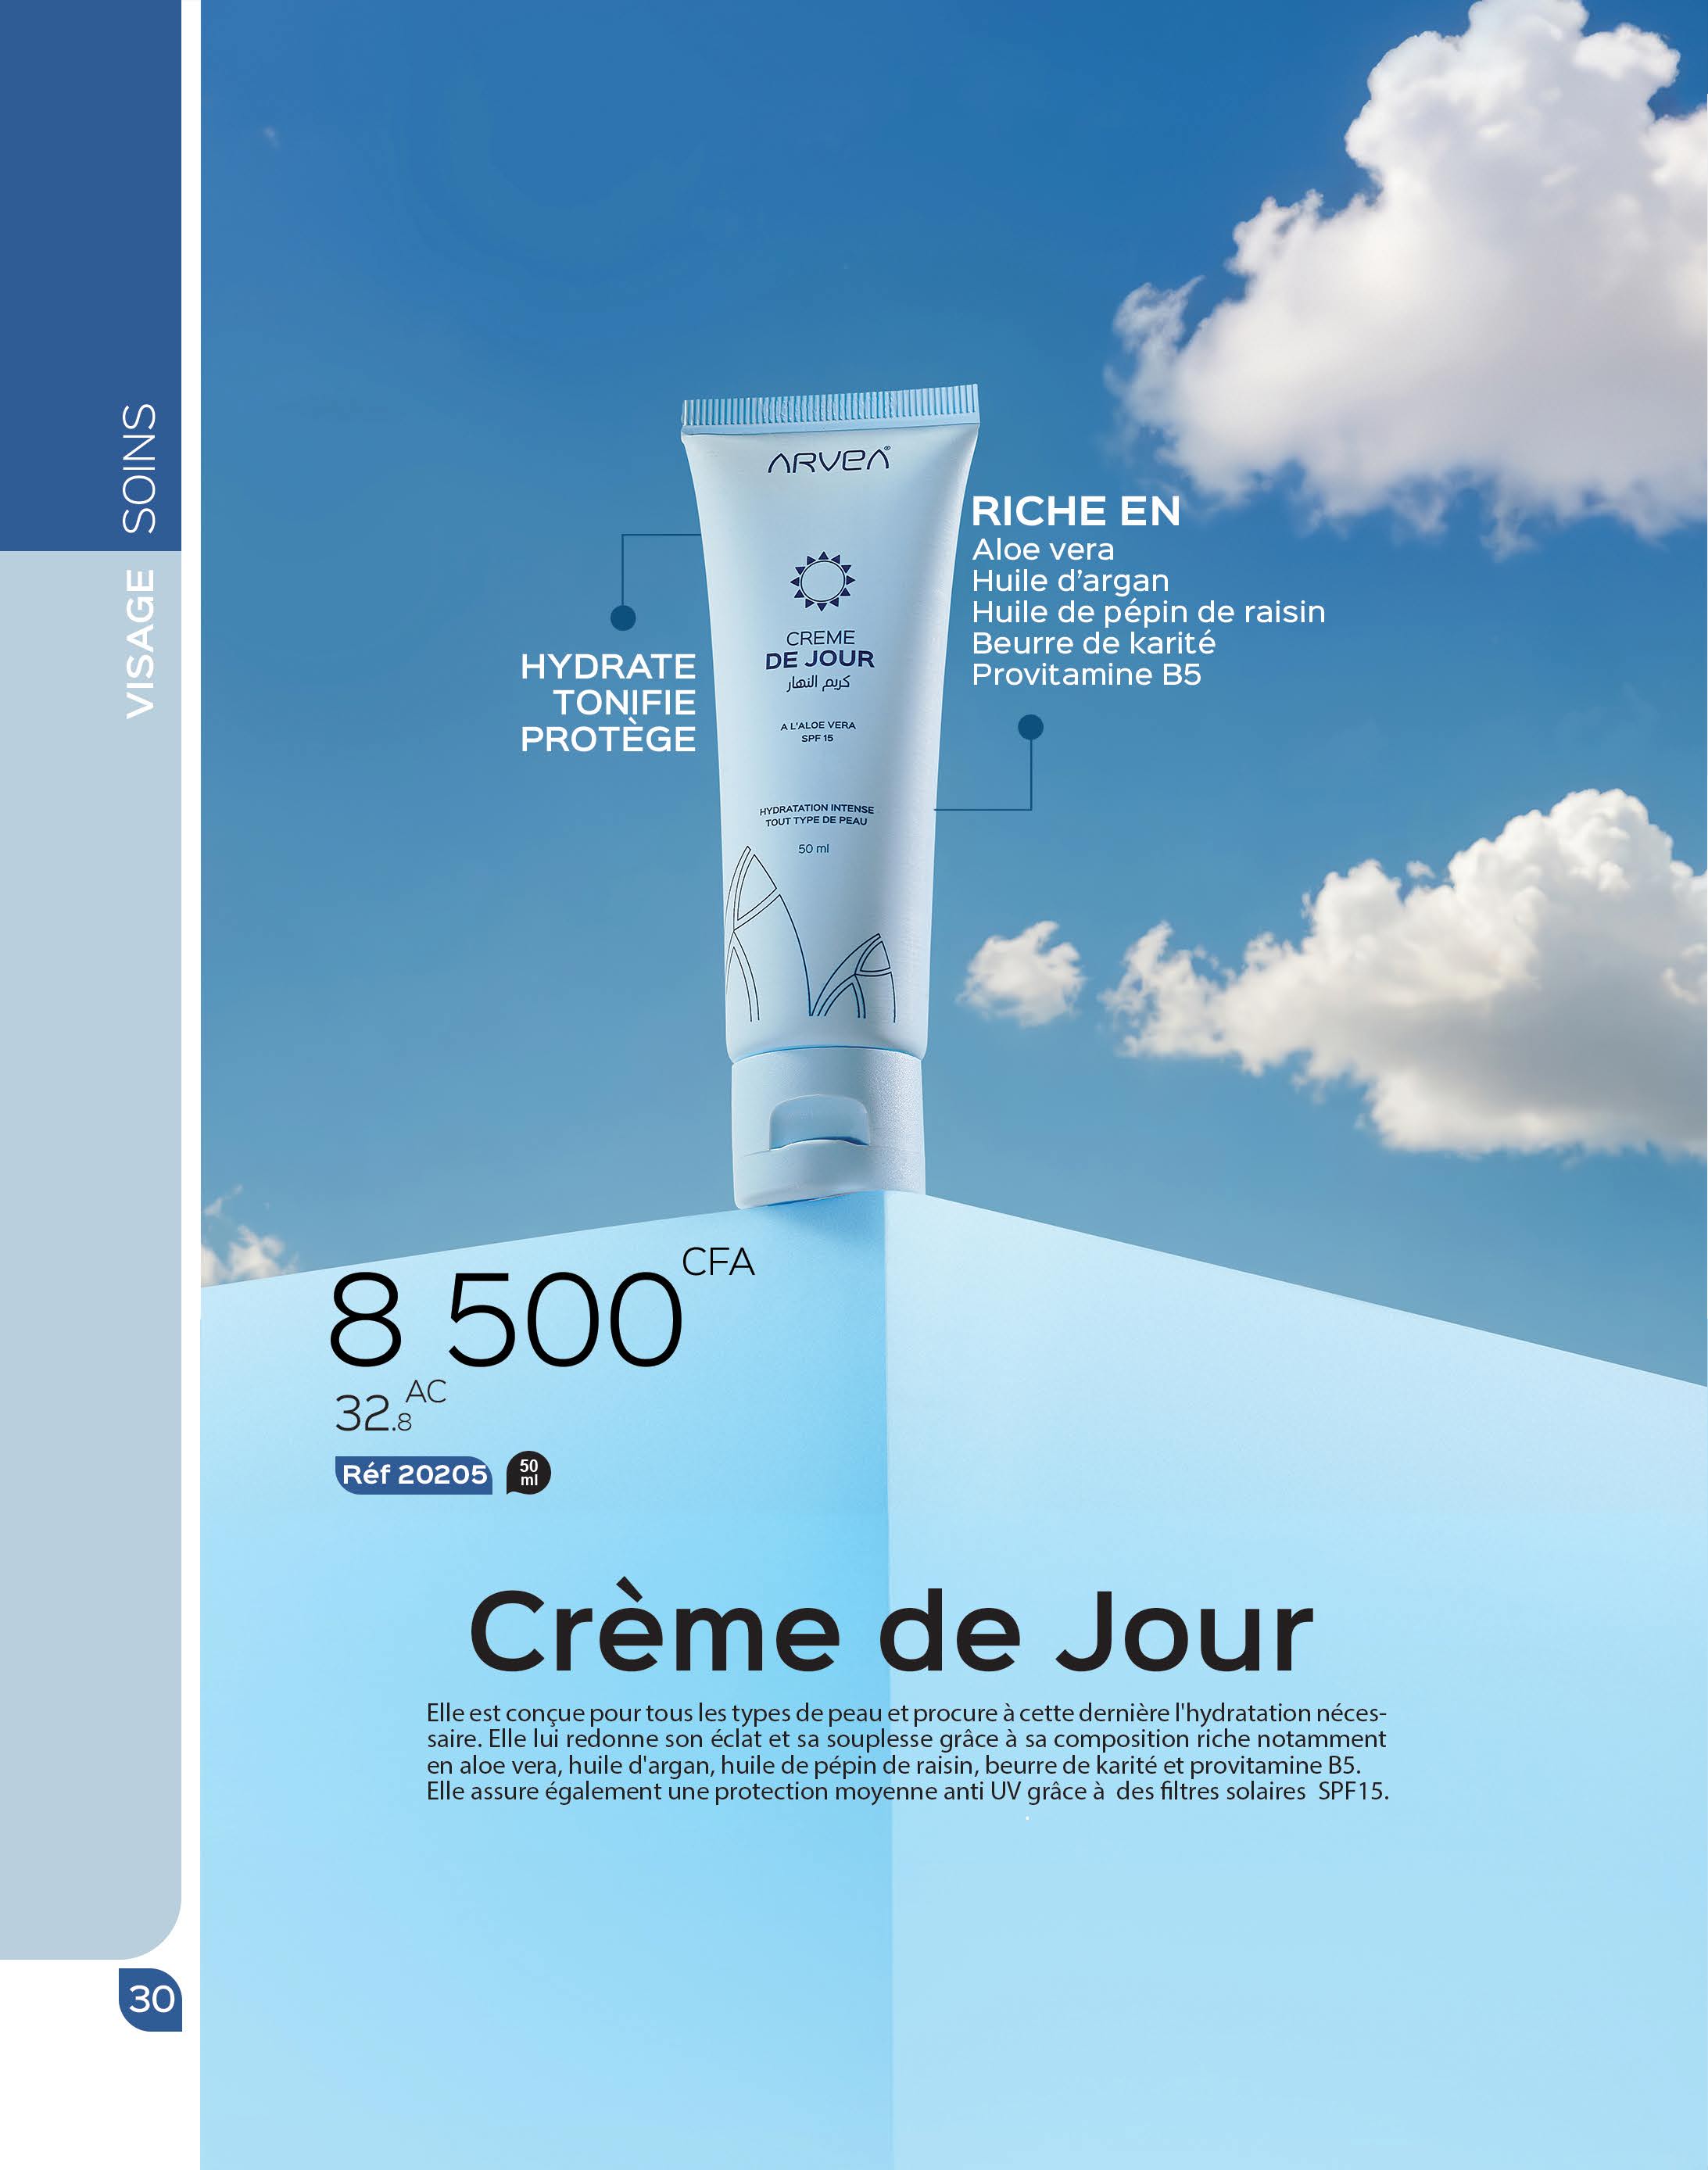 SOINS
VISAGE
ARVEA®
CREME
DE JOUR
كريم النهار
A L'ALOE VERA
SPF 15
HYDRATATION INTENSE
TOUT TYPE DE PEAU
50 ml
HYDRATE
TONIFIE
PROTÈGE
RICHE EN
Aloe vera
Huile d’argan
Huile de pépin de raisin
Beurre de karité
Provitamine B5
8 500 CFA
32.8 AC
Réf 20205
50
ml
Crème de Jour
Elle est conçue pour tous les types de peau et procure à cette dernière l'hydratation néces-
saire. Elle lui redonne son éclat et sa souplesse grâce à sa composition riche notamment
en aloe vera, huile d'argan, huile de pépin de raisin, beurre de karité et provitamine B5.
Elle assure également une protection moyenne anti UV grâce à des filtres solaires SPF15.
30